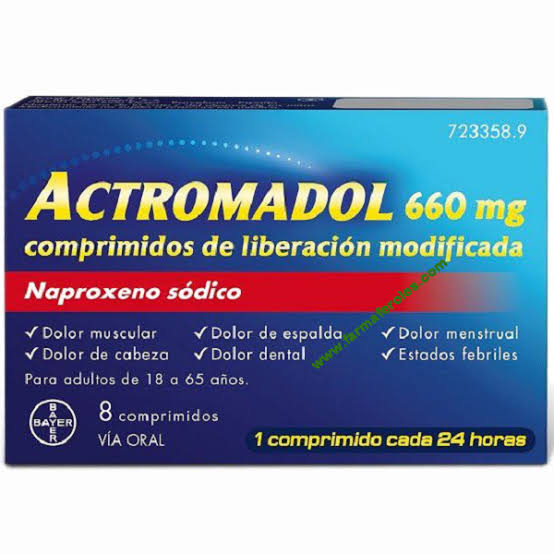 723358.9
ACTROMADOL 660 mg
comprimidos de liberación modificada
Naproxeno sódico
✓ Dolor muscular ✓ Dolor de espalda ✓ Dolor menstrual
✓ Dolor de cabeza ✓ Dolor dental ✓ Estados febriles
Para adultos de 18 a 65 años.
8 comprimidos
VÍA ORAL
BAYER
BAYER
1 comprimido cada 24 horas